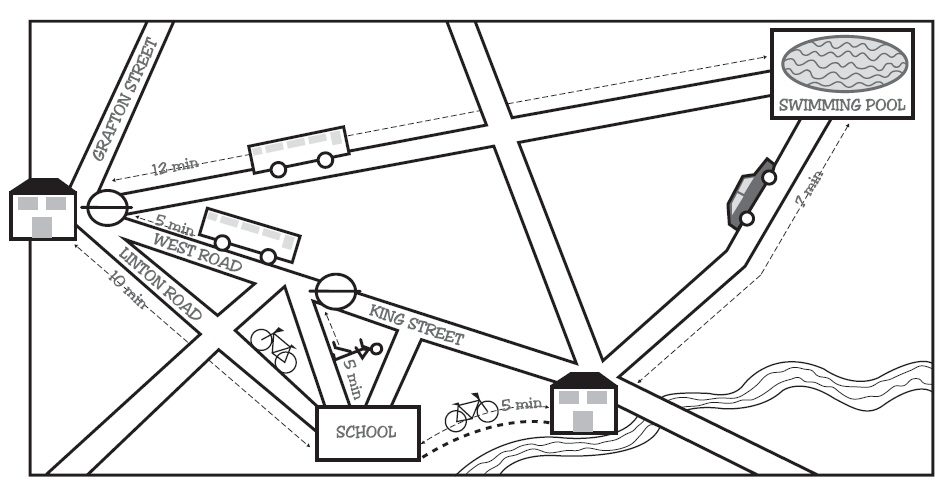 GRAFTON STREET
SWIMMING POOL
12 min
7 min
5 min
WEST ROAD
LINTON ROAD
10 min
KING STREET
5 min
5 min
SCHOOL